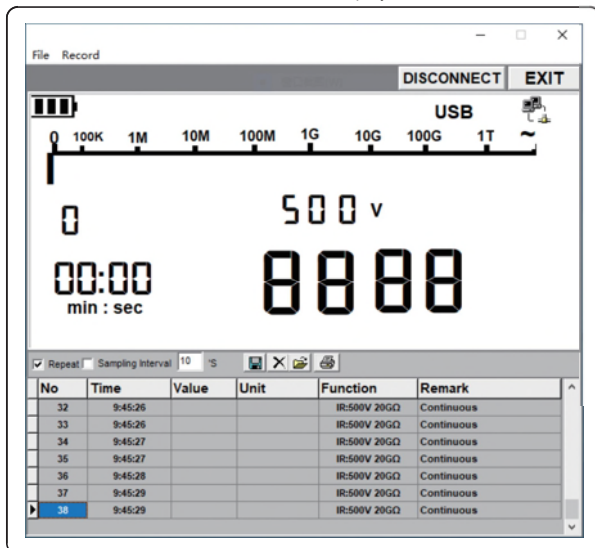 File Record
DISCONNECT EXIT
USB
0 100K 1M 10M 100M 1G 10G 100G 1T ~
0
500 v
00:00
min : sec
8888
Repeat Sampling Interval 10 'S
No Time Value Unit Function Remark
32 9:45:26 IR:500V 20GΩ Continuous
33 9:45:26 IR:500V 20GΩ Continuous
34 9:45:27 IR:500V 20GΩ Continuous
35 9:45:27 IR:500V 20GΩ Continuous
36 9:45:28 IR:500V 20GΩ Continuous
37 9:45:29 IR:500V 20GΩ Continuous
38 9:45:29 IR:500V 20GΩ Continuous